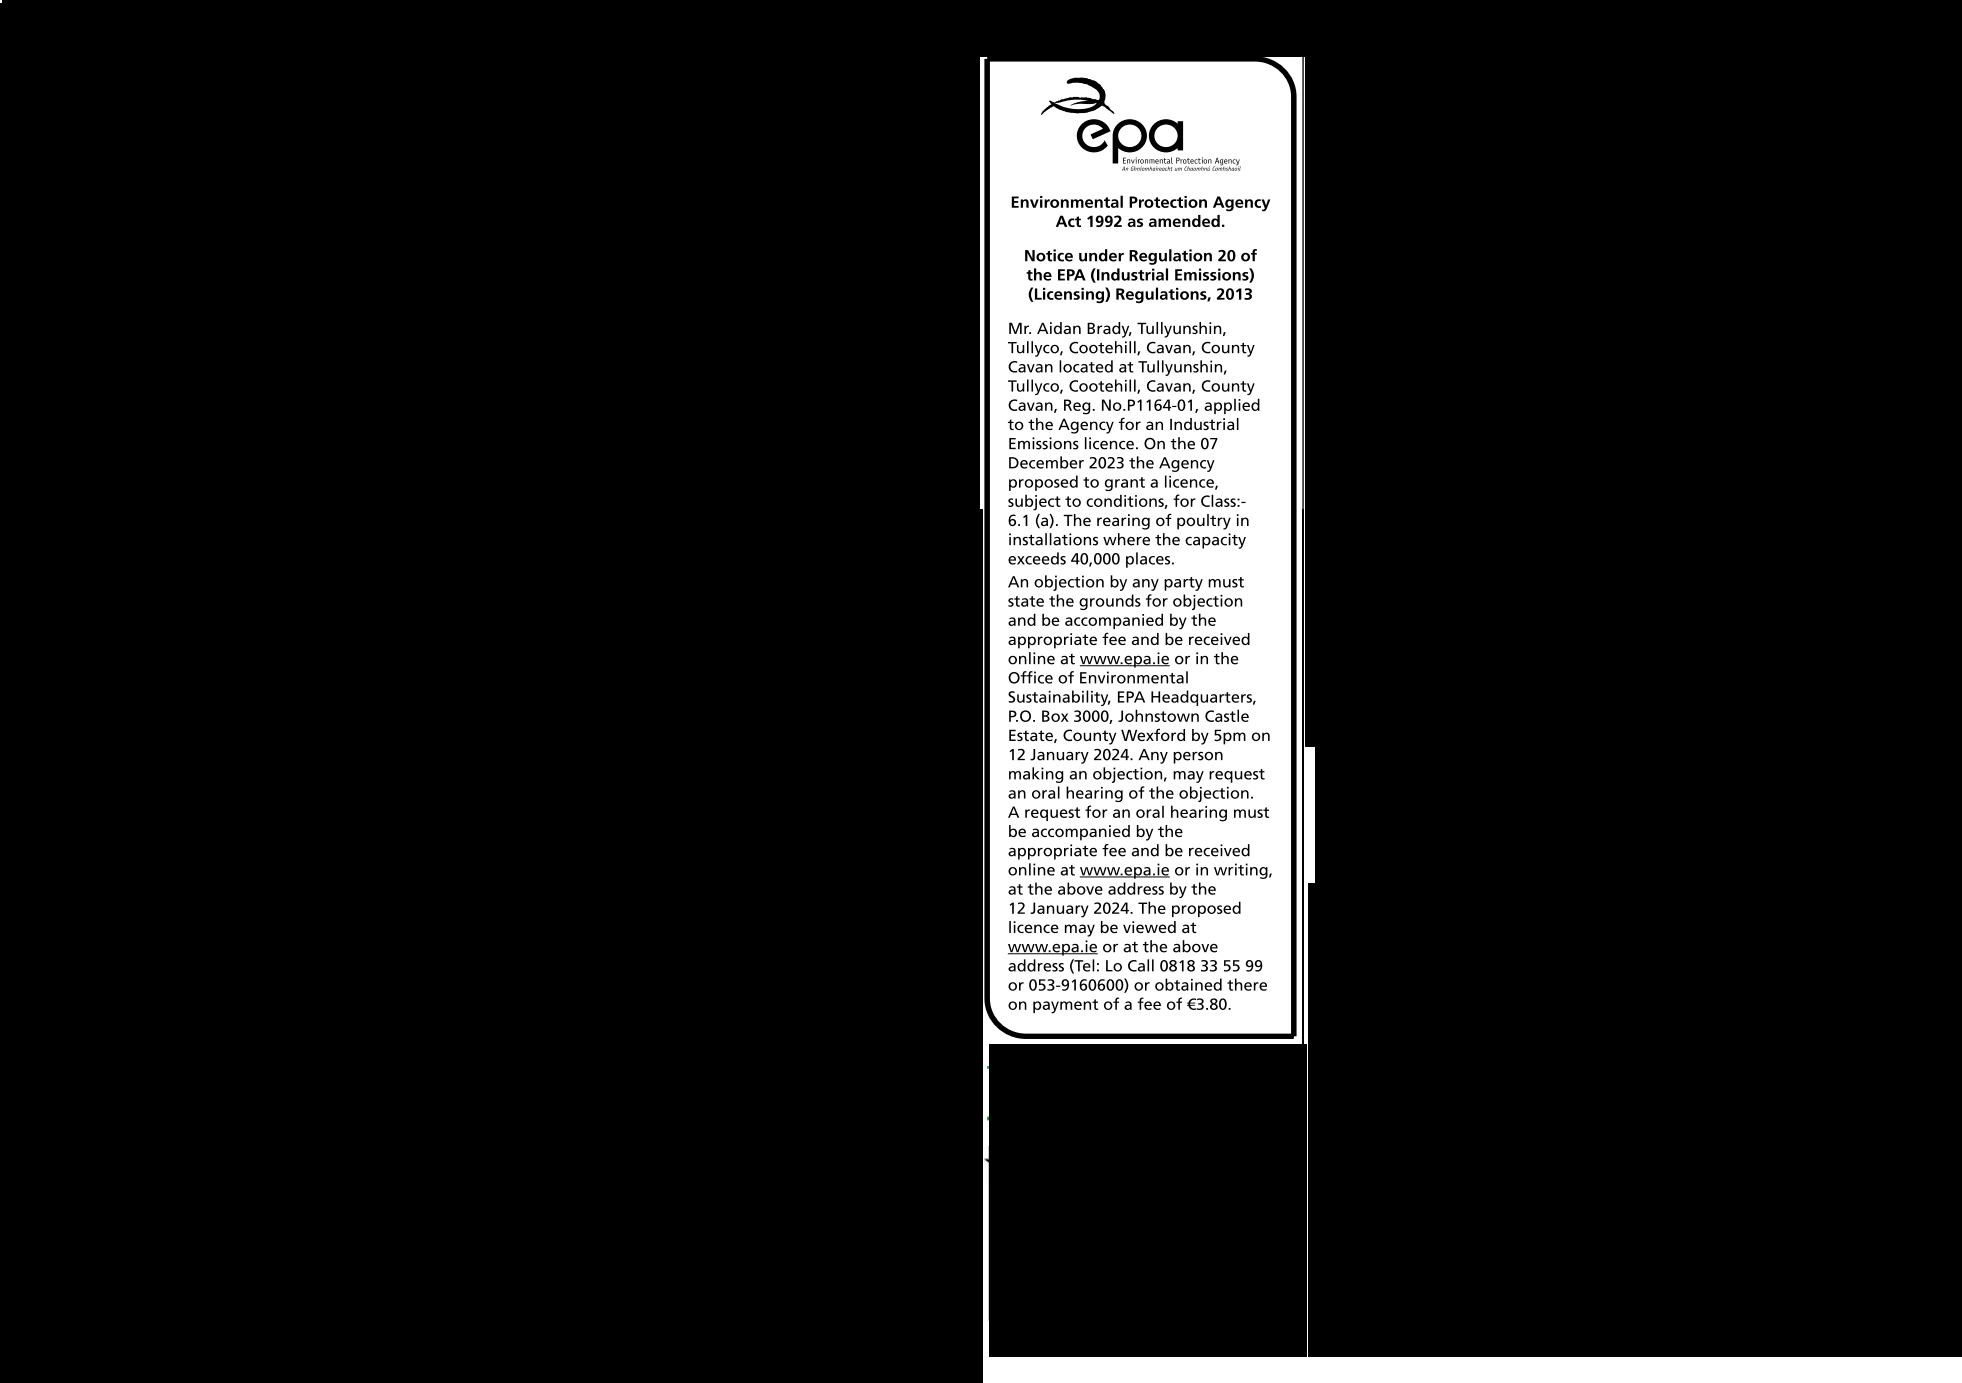 epa
Environmental Protection Agency
An Ghníomhaireacht um Chaomhnú Comhshaoil
Environmental Protection Agency
Act 1992 as amended.
Notice under Regulation 20 of
the EPA (Industrial Emissions)
(Licensing) Regulations, 2013
Mr. Aidan Brady, Tullyunshin,
Tullyco, Cootehill, Cavan, County
Cavan located at Tullyunshin,
Tullyco, Cootehill, Cavan, County
Cavan, Reg. No.P1164-01, applied
to the Agency for an Industrial
Emissions licence. On the 07
December 2023 the Agency
proposed to grant a licence,
subject to conditions, for Class:-
6.1 (a). The rearing of poultry in
installations where the capacity
exceeds 40,000 places.
An objection by any party must
state the grounds for objection
and be accompanied by the
appropriate fee and be received
online at www.epa.ie or in the
Office of Environmental
Sustainability, EPA Headquarters,
P.O. Box 3000, Johnstown Castle
Estate, County Wexford by 5pm on
12 January 2024. Any person
making an objection, may request
an oral hearing of the objection.
A request for an oral hearing must
be accompanied by the
appropriate fee and be received
online at www.epa.ie or in writing,
at the above address by the
12 January 2024. The proposed
licence may be viewed at
www.epa.ie or at the above
address (Tel: Lo Call 0818 33 55 99
or 053-9160600) or obtained there
on payment of a fee of €3.80.